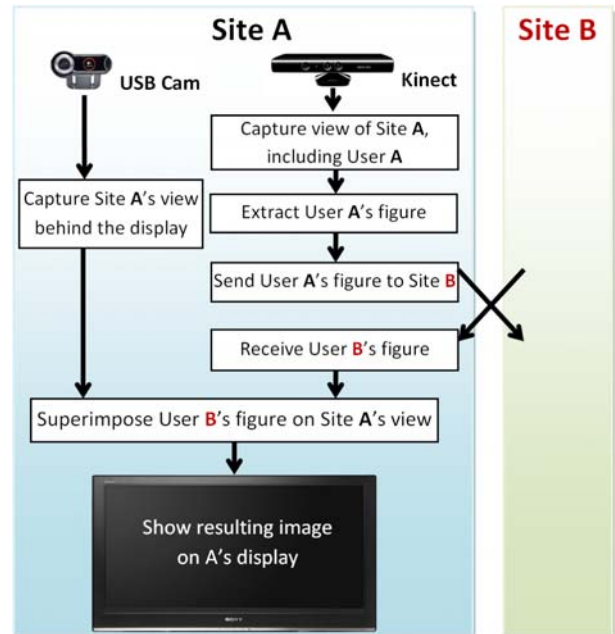 Site A
Site B
USB Cam
Kinect
Capture view of Site A,
including User A
Capture Site A's view
behind the display
Extract User A's figure
Send User A's figure to Site B
Receive User B's figure
Superimpose User B's figure on Site A's view
Show resulting image
on A's display
SONY